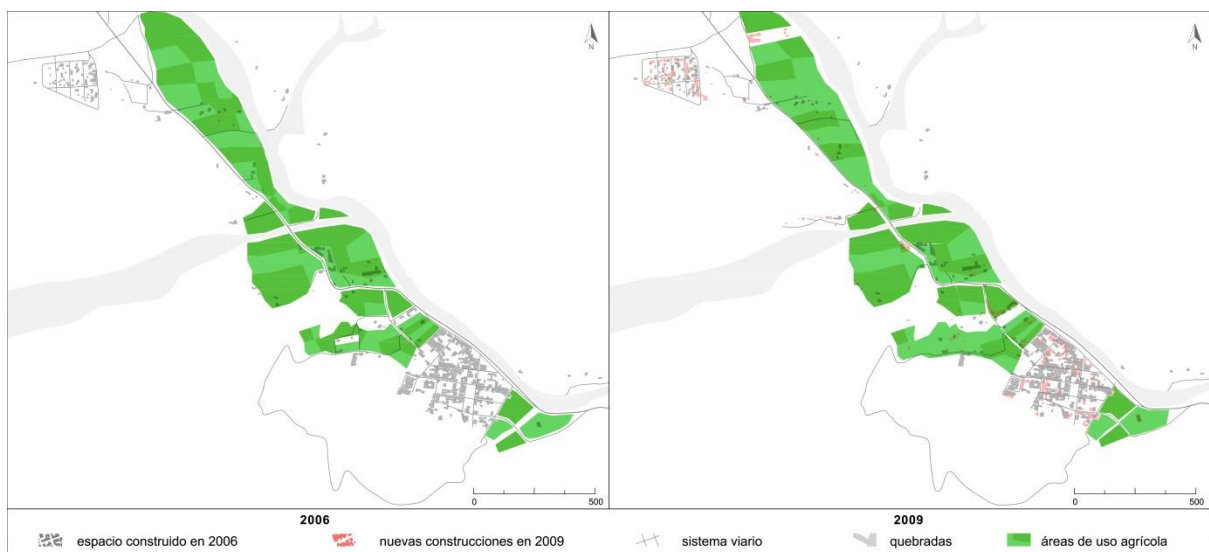 N
N
0 500
0 500
2006
2009
espacio construido en 2006
nuevas construcciones en 2009
sistema viario
quebradas
áreas de uso agrícola